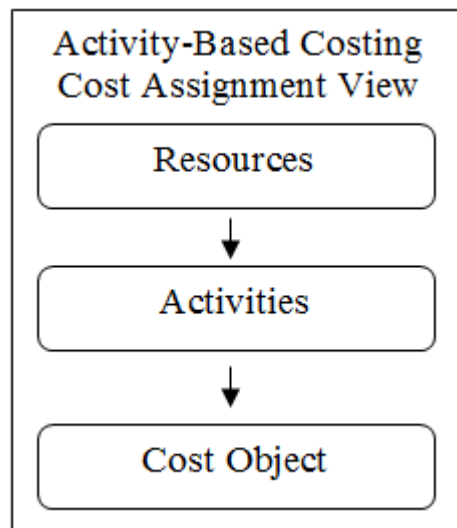 Activity-Based Costing
Cost Assignment View
Resources
Activities
Cost Object